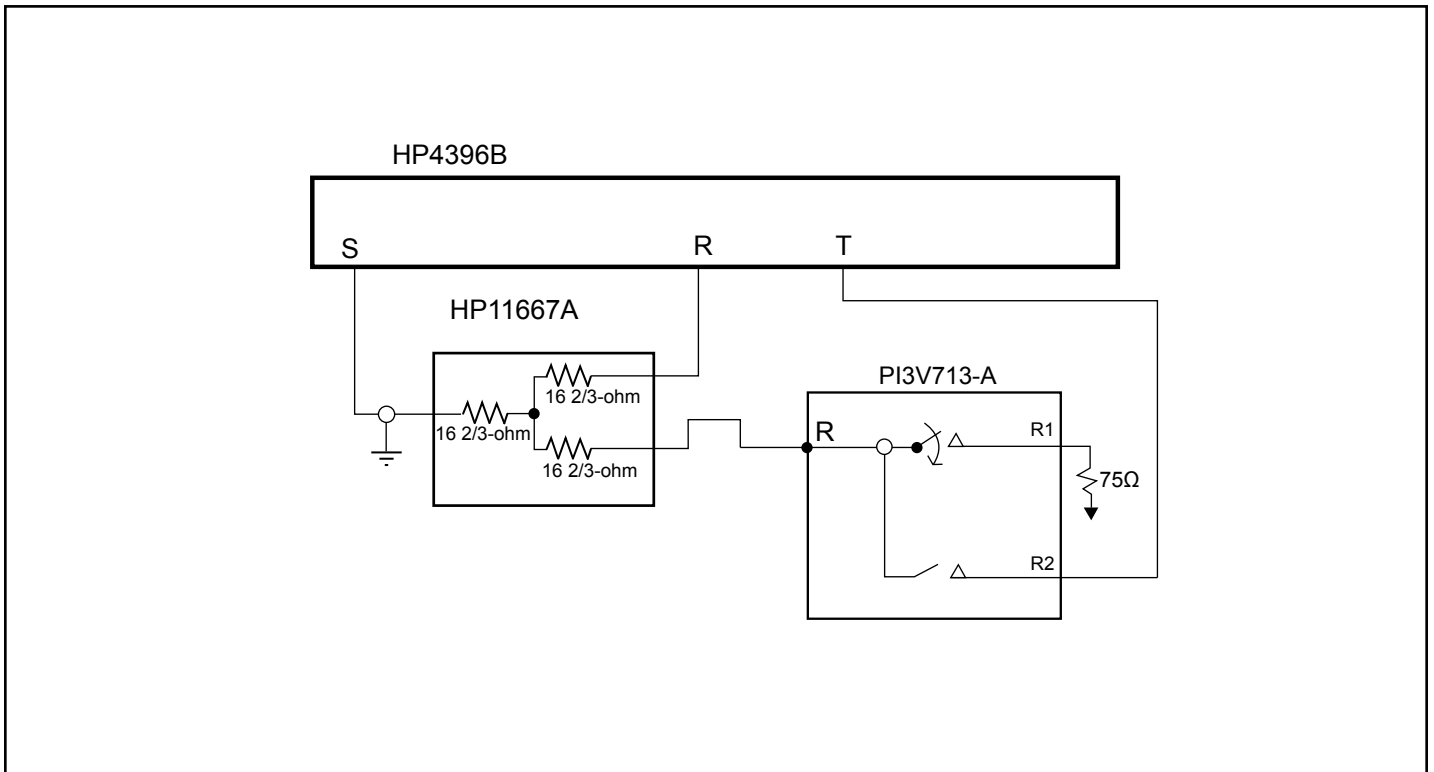 HP4396B
S
R
T
HP11667A
16 2/3-ohm
16 2/3-ohm
16 2/3-ohm
PI3V713-A
R
R1
75Ω
R2